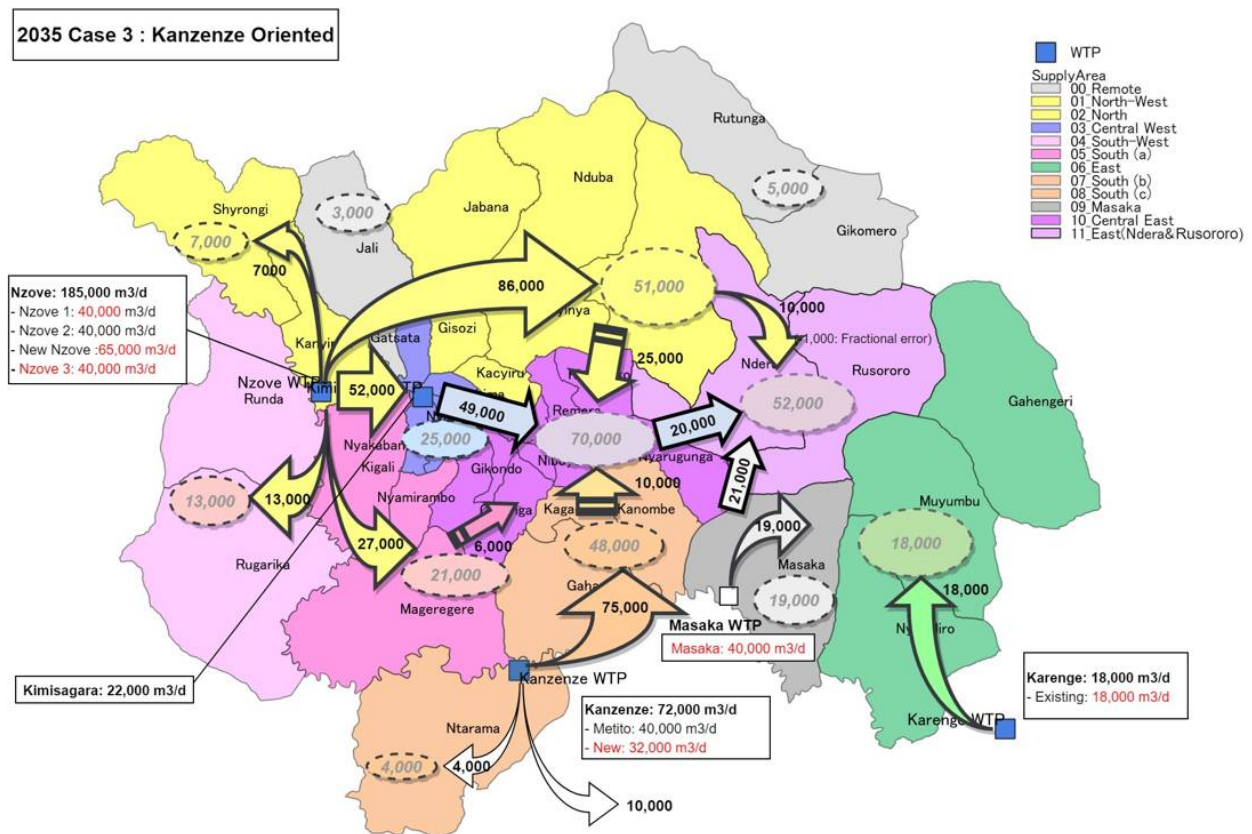 2035 Case 3 : Kanzenze Oriented
WTP
SupplyArea
00_Remote
01_North-West
02_North
03_Central West
04_South-West
05_South (a)
06_East
07_South (b)
08_South (c)
09_Masaka
10_Central East
11_East(Ndera&Rusororo)
Rutunga
5,000
Gikomero
Nduba
Jabana
Shyrongi
7,000
7000
3,000
Jali
Nzove: 185,000 m3/d
- Nzove 1: 40,000 m3/d
- Nzove 2: 40,000 m3/d
- New Nzove :65,000 m3/d
- Nzove 3: 40,000 m3/d
86,000
51,000
10,000
Gatsata
Gisozi
25,000
1,000: Fractional error)
Rusororo
Kacyiru
Nzove WTP
Runda
52,000
49,000
Remera
20,000
52,000
Gahengeri
25,000
70,000
Kigali
Gikondo
Nyarugunga
21,000
13,000
13,000
Nyamirambo
10,000
Kanombe
Muyumbu
27,000
6,000
48,000
19,000
18,000
Rugarika
21,000
Masaka
19,000
18,000
Mageregere
75,000
Masaka WTP
Masaka: 40,000 m3/d
Kimisagara: 22,000 m3/d
Kanzenze WTP
Kanzenze: 72,000 m3/d
- Metito: 40,000 m3/d
- New: 32,000 m3/d
Karenge: 18,000 m3/d
- Existing: 18,000 m3/d
Karenge WTP
Ntarama
4,000
4,000
10,000